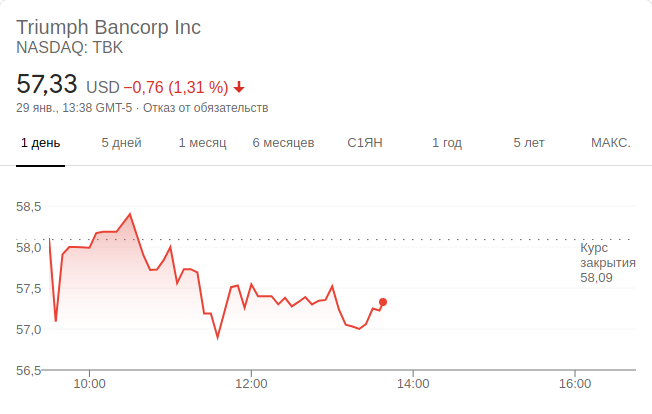 Triumph Bancorp Inc
NASDAQ: TBK
57,33 USD −0,76 (1,31 %)
29 янв., 13:38 GMT-5 · Отказ от обязательств
1 день 5 дней 1 месяц 6 месяцев С1ЯН 1 год 5 лет МАКС.
58,5
58,0
57,5
57,0
56,5
Курс
закрытия
58,09
10:00 12:00 14:00 16:00